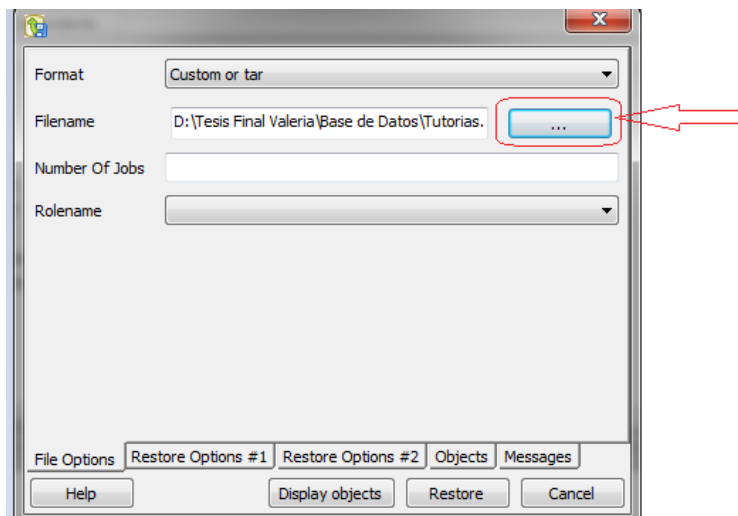 Format Custom or tar
Filename D:\Tesis Final Valeria\Base de Datos\Tutorias. ...
Number Of Jobs
Rolename
File Options Restore Options #1 Restore Options #2 Objects Messages
Help Display objects Restore Cancel